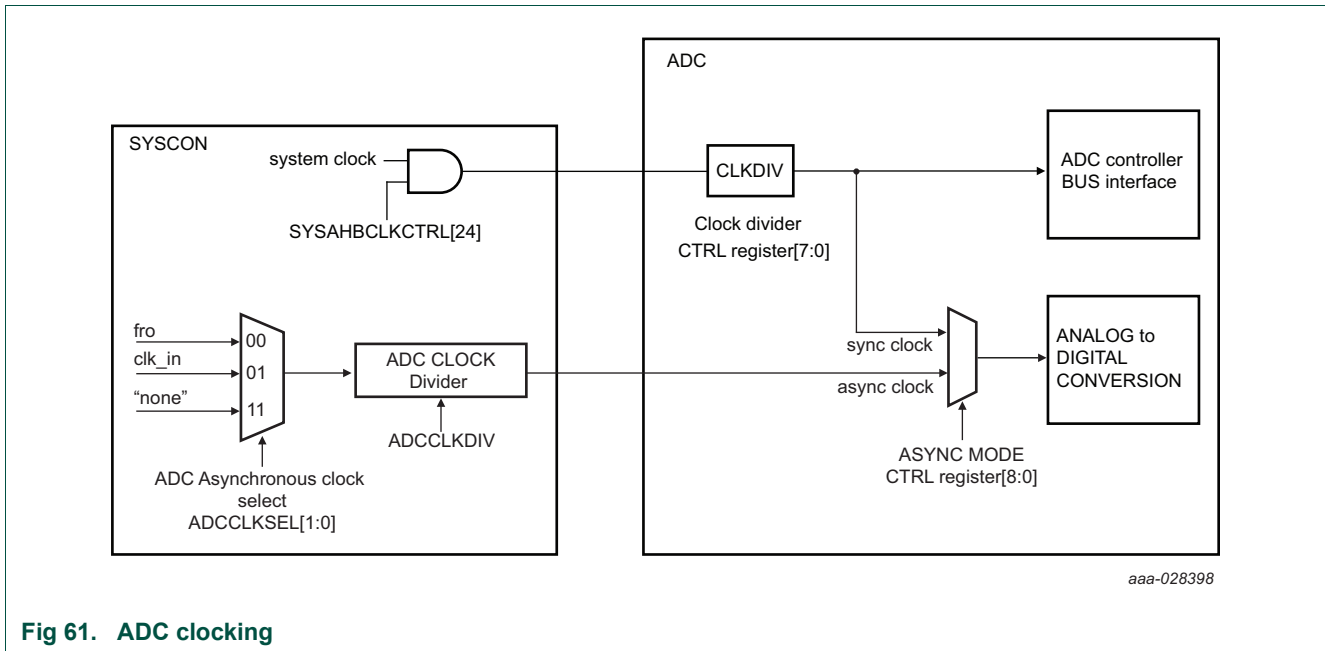 ADC
SYSCON
system clock
SYSAHBCLKCTRL[24]
CLKDIV
Clock divider
CTRL register[7:0]
ADC controller
BUS interface
fro
00
clk_in
01
“none”
11
ADC CLOCK
Divider
ADCCLKDIV
ADC Asynchronous clock
select
ADCCLKSEL[1:0]
sync clock
async clock
ANALOG to
DIGITAL
CONVERSION
ASYNC MODE
CTRL register[8:0]
aaa-028398
Fig 61. ADC clocking